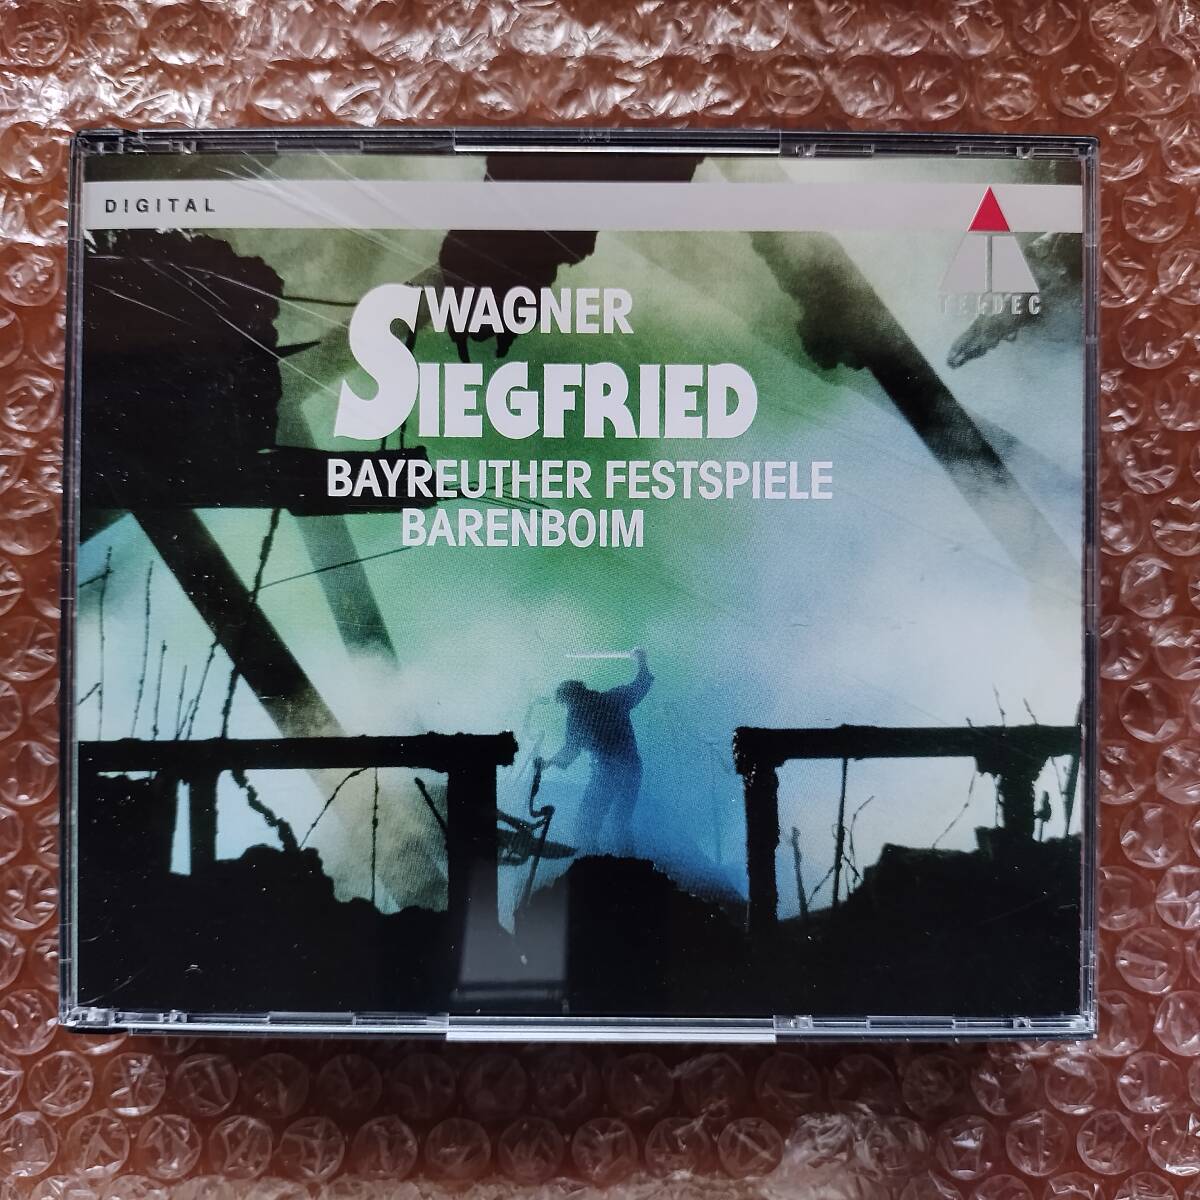 DIGITAL
TELDEC
WAGNER
SIEGFRIED
BAYREUTHER FESTSPIELE
BARENBOIM